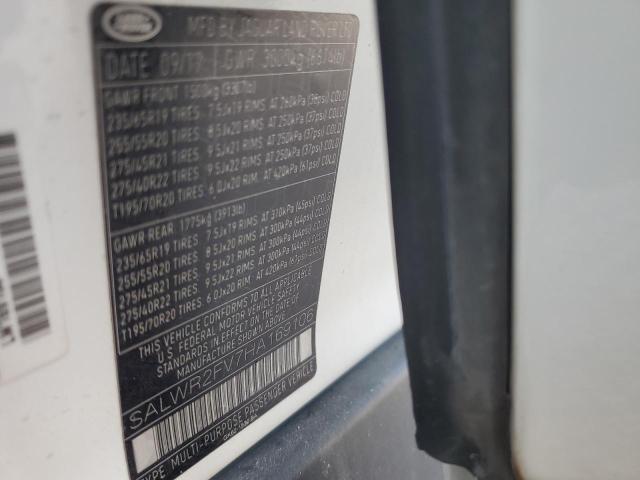 MFD BY JAGUAR LAND ROVER LTD
DATE 09/17 GVWR 3000kg (6614lb)
GAWR FRONT 1500kg (3307lb)
235/65R19 TIRES 7.5Jx19 RIMS AT 260kPa (38psi) COLD
255/55R20 TIRES 8.5Jx20 RIMS AT 250kPa (37psi) COLD
275/45R21 TIRES 9.5Jx21 RIMS AT 250kPa (37psi) COLD
275/40R22 TIRES 9.5Jx22 RIMS AT 250kPa (37psi) COLD
T195/70R20 TIRES 6.0Jx20 RIMS AT 420kPa (61psi) COLD
GAWR REAR 1775kg (3913lb)
235/65R19 TIRES 7.5Jx19 RIMS AT 310kPa (45psi) COLD
255/55R20 TIRES 8.5Jx20 RIMS AT 300kPa (44psi) COLD
275/45R21 TIRES 9.5Jx21 RIMS AT 300kPa (44psi) COLD
275/40R22 TIRES 9.5Jx22 RIMS AT 300kPa (44psi) COLD
T195/70R20 TIRES 6.0Jx20 RIMS AT 420kPa (61psi) COLD
THIS VEHICLE CONFORMS TO ALL APPLICABLE
U.S. FEDERAL MOTOR VEHICLE SAFETY AND
THEFT PREVENTION STANDARDS IN EFFECT ON
THE DATE OF MANUFACTURE SHOWN ABOVE.
SALWR2FV7HA169106
TYPE: MULTI-PURPOSE PASSENGER VEHICLE